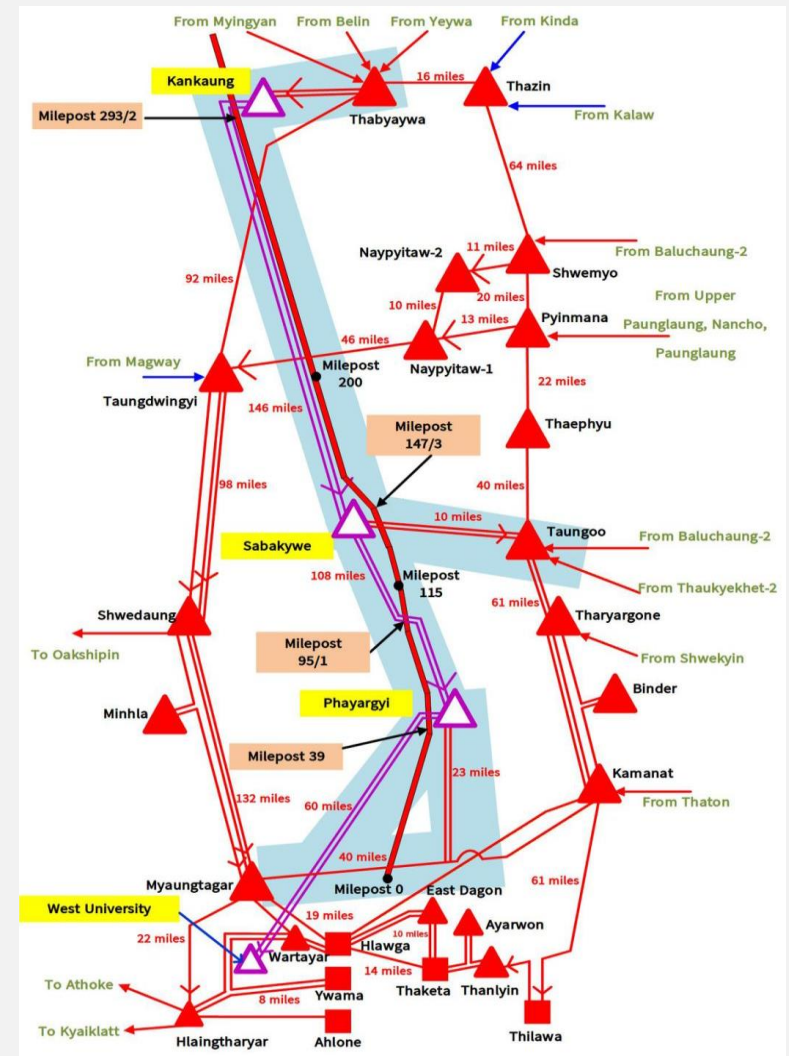 From Myingyan
From Belin
From Yeywa
From Kinda
Kankaung
16 miles
Thazin
Milepost 293/2
Thabyaywa
From Kalaw
64 miles
11 miles
From Baluchaung-2
Naypyitaw-2
Shwemyo
92 miles
20 miles
From Upper
10 miles
13 miles
Pyinmana
Paunglaung, Nancho,
46 miles
Paunglaung
From Magway
Milepost
200
Naypyitaw-1
22 miles
Taungdwingyi
146 miles
Milepost
147/3
Thaephyu
98 miles
40 miles
10 miles
Taungoo
Sabakywe
From Baluchaung-2
108 miles
Milepost
115
From Thaukyekhet-2
61 miles
Shwedaung
Tharyargone
To Oakshipin
Milepost
95/1
From Shwekyin
Phayargyi
Binder
Minhla
Milepost 39
23 miles
Kamanat
132 miles
60 miles
From Thaton
40 miles
Myaungtagar
Milepost 0
East Dagon
61 miles
West University
19 miles
Ayarwon
22 miles
10 miles
Hlawga
Wartayar
14 miles
To Athoke
Ywama
Thaketa
Thanlyin
8 miles
To Kyaiklatt
Hlaingtharyar
Ahlone
Thilawa